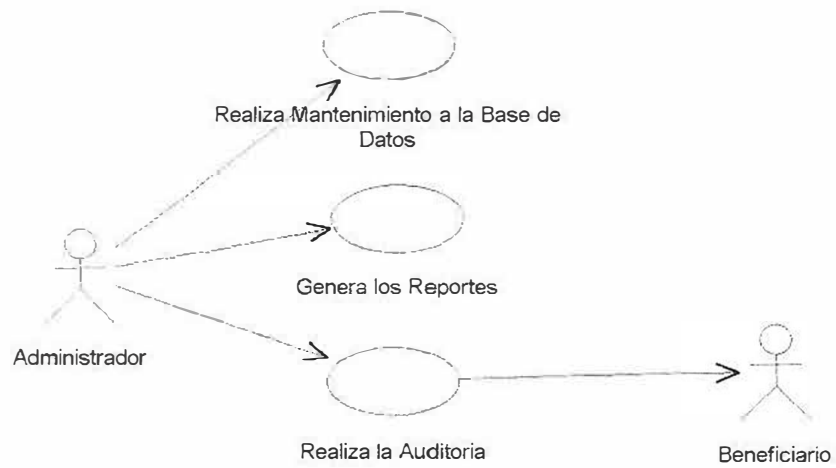 Realiza Mantenimiento a la Base de
Datos
Genera los Reportes
Administrador
Realiza la Auditoria
Beneficiario